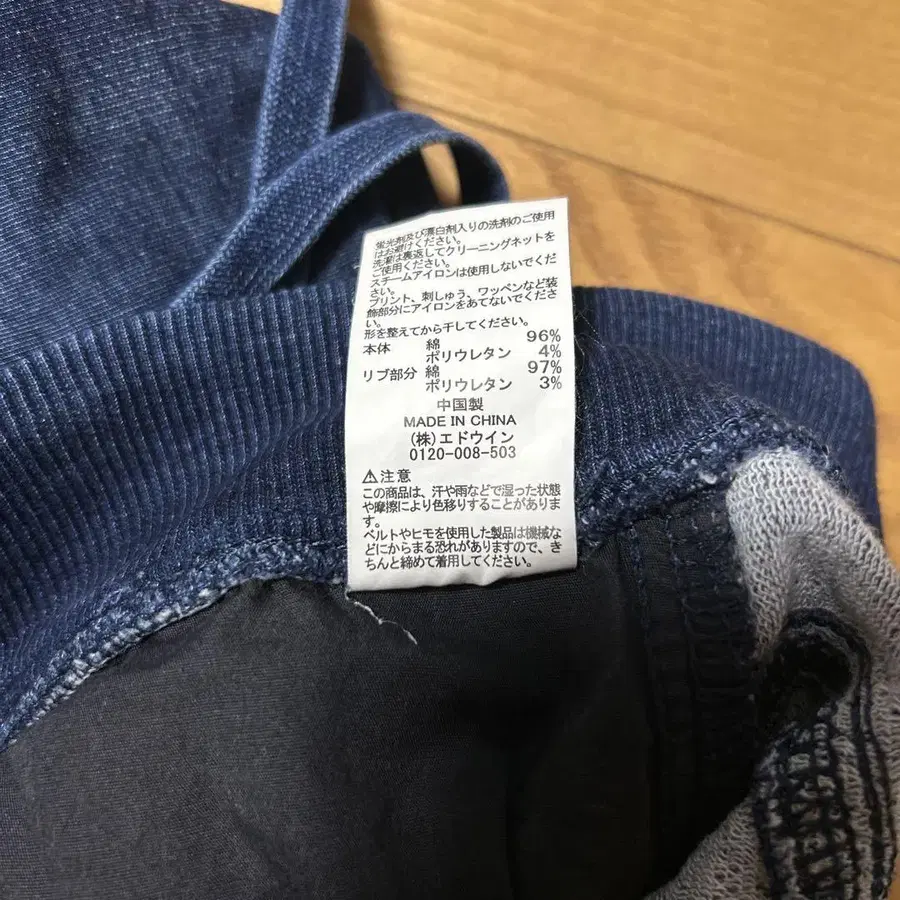 蛍光剤及び漂白剤入りの洗剤のご使用
はお避けください。
洗濯は裏返してクリーニングネットを
ご使用ください。
スチームアイロンは使用しないでくだ
さい。
プリント、刺しゅう、ワッペンなど装
飾部分にアイロンをあてないでくださ
い。
形を整えてから干してください。
本体 綿 96%
ポリウレタン 4%
リブ部分 綿 97%
ポリウレタン 3%
中国製
MADE IN CHINA
(株)エドウイン
0120-008-503
⚠注意
この商品は、汗や雨などで湿った状態
や摩擦により色移りすることがありま
す。
ベルトやヒモを使用した製品は機械な
どにからまる恐れがありますので、き
ちんと締めて着用してください。